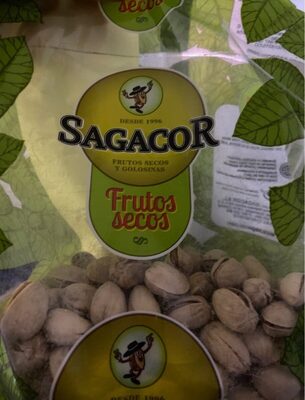 secos
DESDE 1996
SAGACOR
FRUTOS SECOS
Y GOLOSINAS
Frutos
secos
DESDE 1996